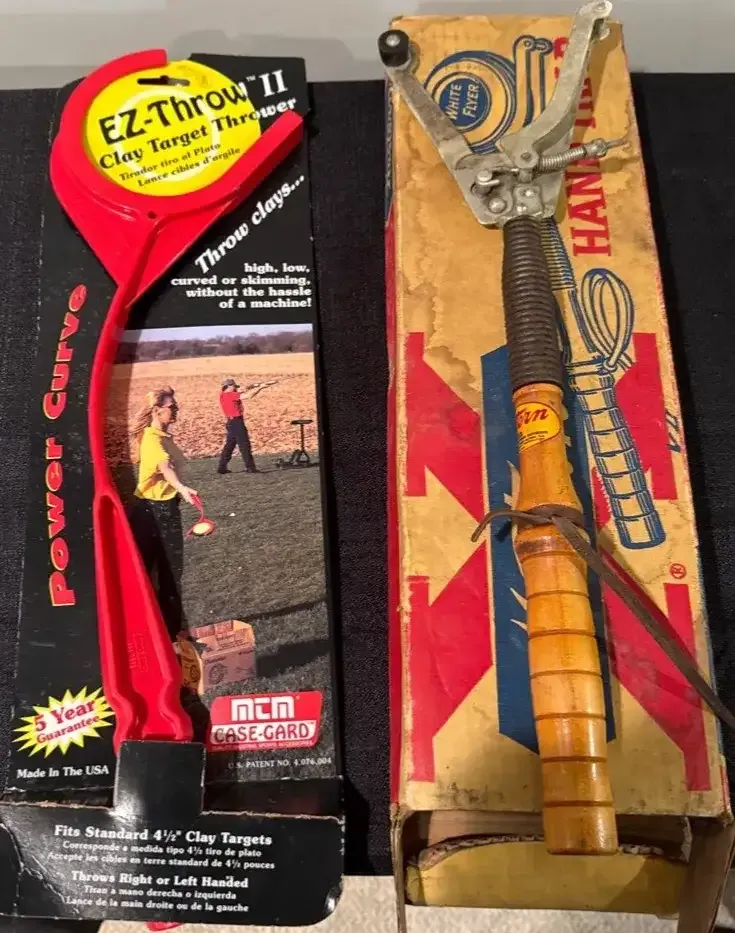 EZ-Throw™ II
Clay Target Thrower
Tirador tiro al Plato
Lance cibles d'argile
Throw clays...
high, low,
curved or skimming,
without the hassle
of a machine!
Power Curve
5 Year
Guarantee
MTM
CASE-GARD™
Made In The USA
U.S. PATENT NO. 4,076,004
Fits Standard 4½" Clay Targets
Corresponde a medida tipo 4½ tiro de plato
Accepte les cibles en terre standard de 4½ pouces
Throws Right or Left Handed
Tiran a mano derecha o izquierda
Lance de la main droite ou de la gauche
WHITE
FLYER
HAND
®